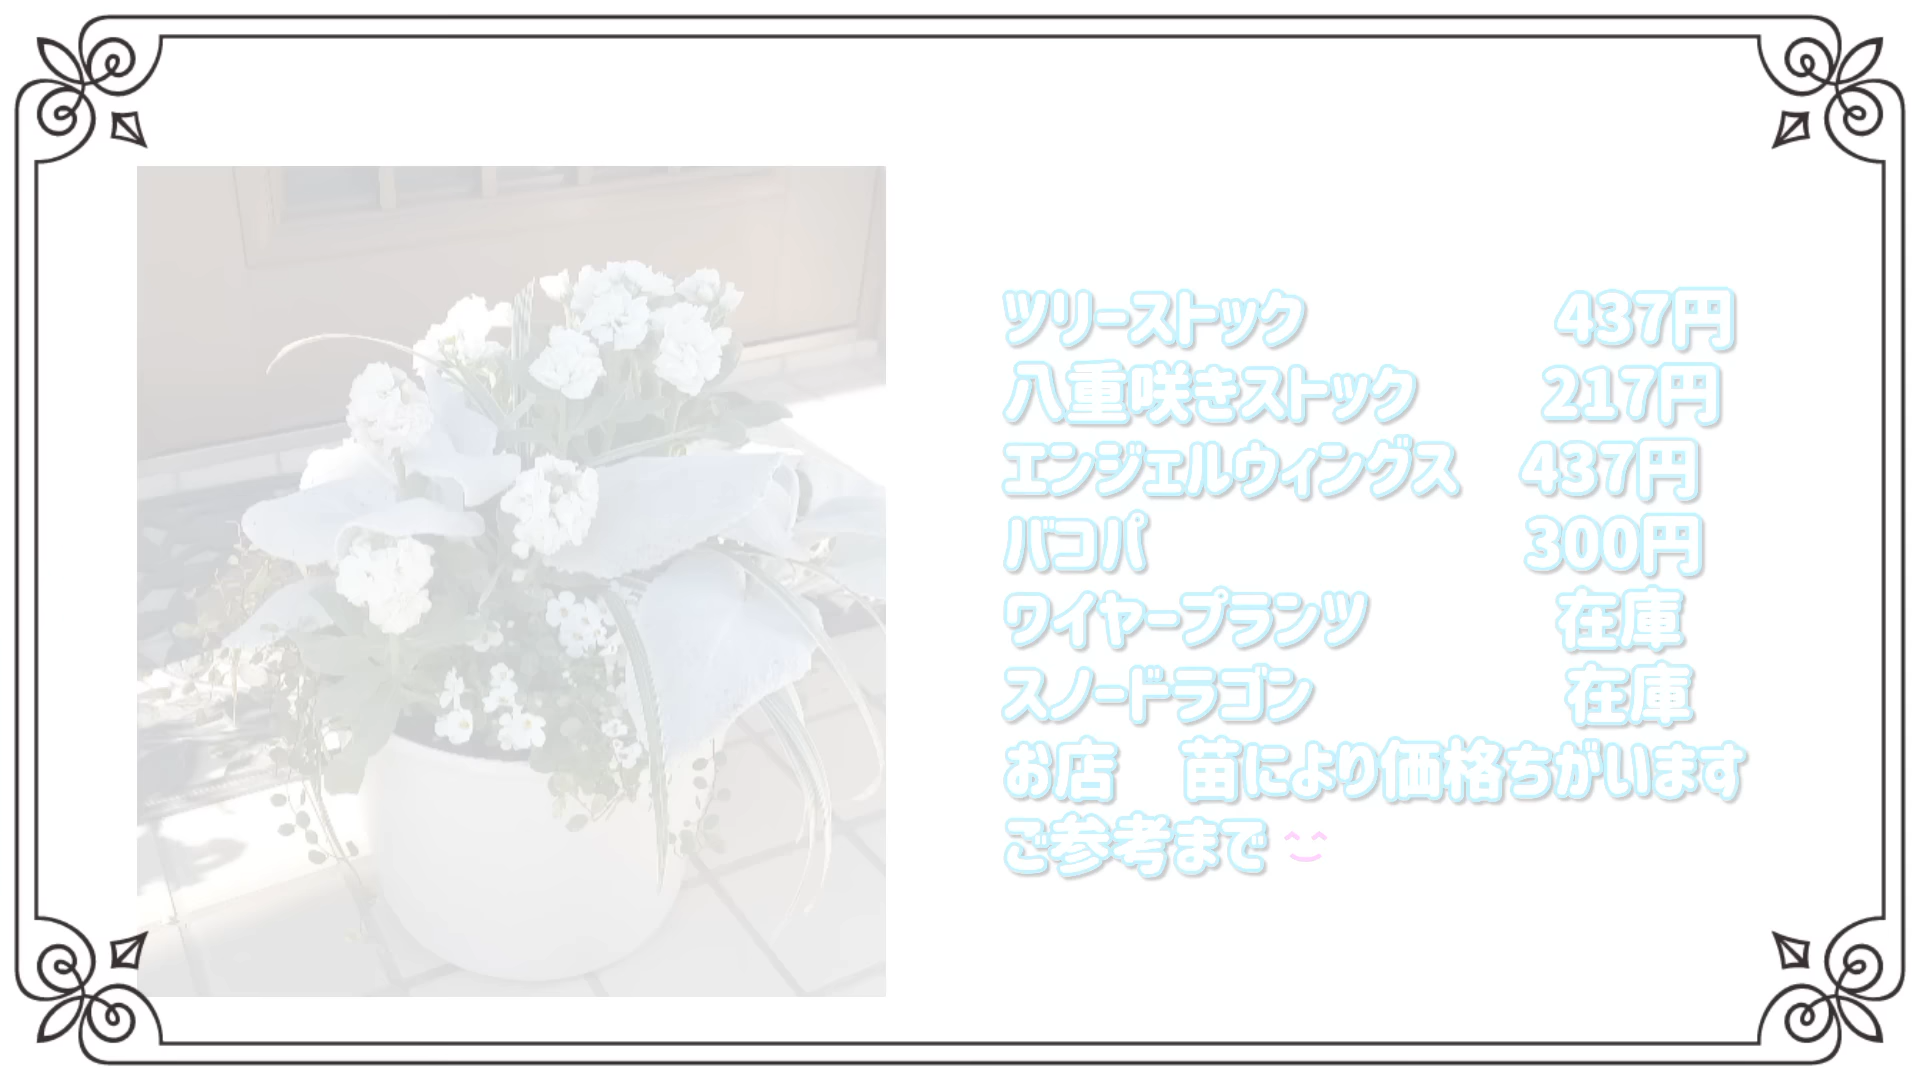 ツリーストック 437円
八重咲きストック 217円
エンジェルウィングス 437円
バコパ 300円
ワイヤープランツ 在庫
スノードラゴン 在庫
お店 苗により価格ちがいます
ご参考まで